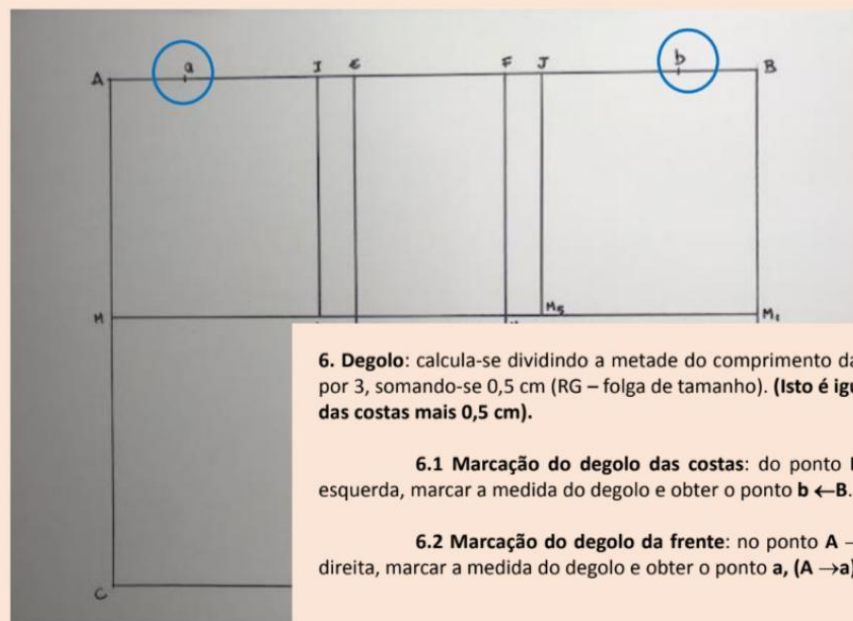 A a I E F J b B
M M5 M1
6. Degolo: calcula-se dividindo a metade do comprimento da
por 3, somando-se 0,5 cm (RG – folga de tamanho). (Isto é igu
das costas mais 0,5 cm).
6.1 Marcação do degolo das costas: do ponto
esquerda, marcar a medida do degolo e obter o ponto b ←B.
6.2 Marcação do degolo da frente: no ponto A –
direita, marcar a medida do degolo e obter o ponto a, (A →a)
C